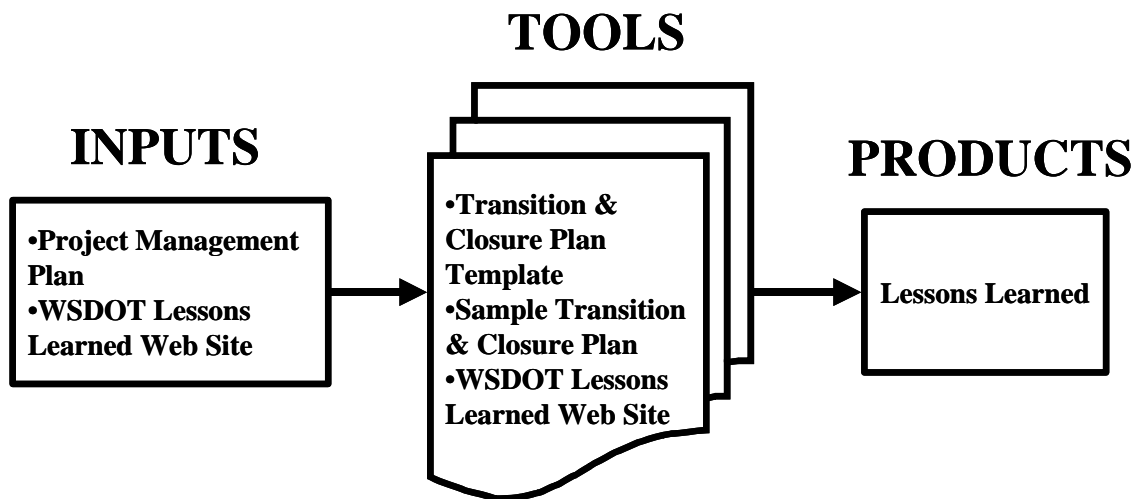 TOOLS
INPUTS
PRODUCTS
•Project Management
Plan
•WSDOT Lessons
Learned Web Site
•Transition &
Closure Plan
Template
•Sample Transition
& Closure Plan
•WSDOT Lessons
Learned Web Site
Lessons Learned